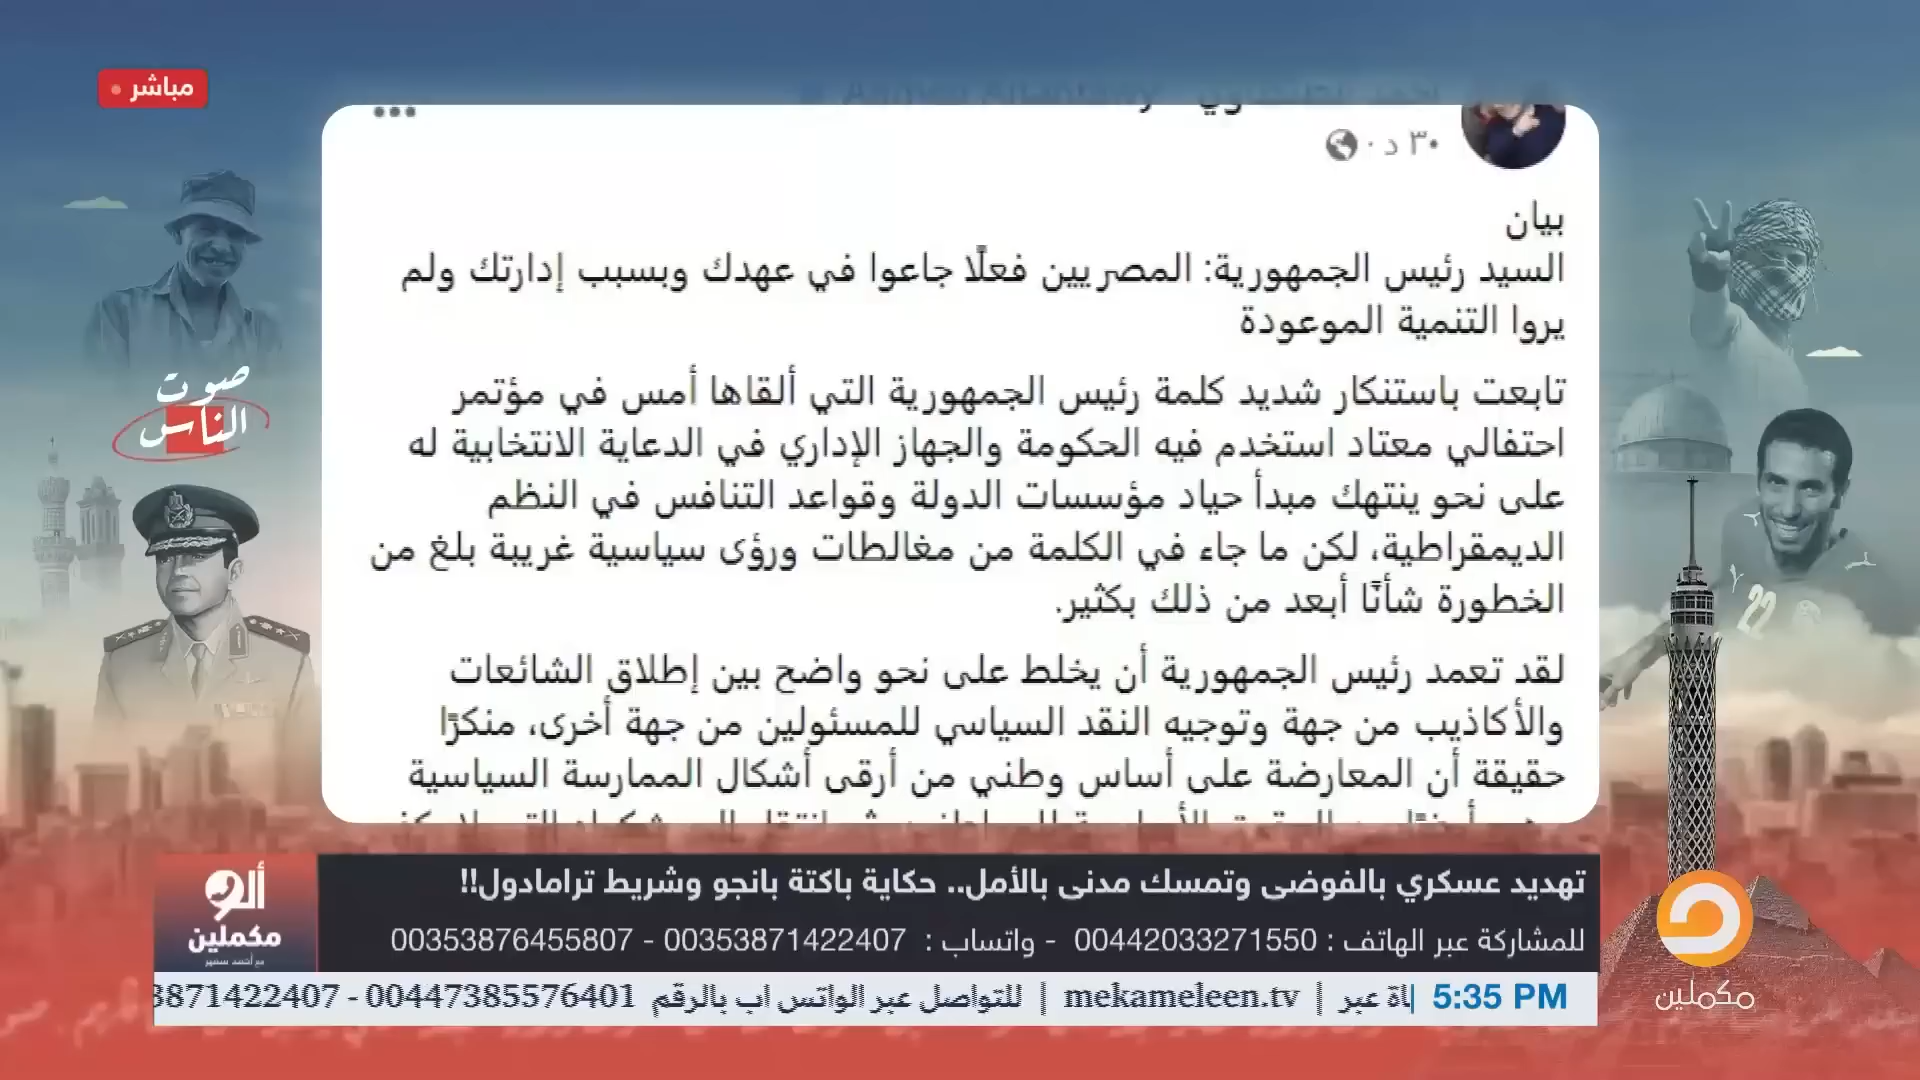 مباشر
٣٠ د ·
بيان
السيد رئيس الجمهورية: المصريين فعلًا جاعوا في عهدك وبسبب إدارتك ولم
يروا التنمية الموعودة
تابعت باستنكار شديد كلمة رئيس الجمهورية التي ألقاها أمس في مؤتمر
احتفالي معتاد استخدم فيه الحكومة والجهاز الإداري في الدعاية الانتخابية له
على نحو ينتهك مبدأ حياد مؤسسات الدولة وقواعد التنافس في النظم
الديمقراطية، لكن ما جاء في الكلمة من مغالطات ورؤى سياسية غريبة بلغ من
الخطورة شأنًا أبعد من ذلك بكثير.
لقد تعمد رئيس الجمهورية أن يخلط على نحو واضح بين إطلاق الشائعات
والأكاذيب من جهة وتوجيه النقد السياسي للمسئولين من جهة أخرى، منكرًا
حقيقة أن المعارضة على أساس وطني من أرقى أشكال الممارسة السياسية
صوت
الناس
22
تهديد عسكري بالفوضى وتمسك مدنى بالأمل.. حكاية باكتة بانجو وشريط ترامادول!!
للمشاركة عبر الهاتف : 00442033271550 - واتساب : 00353871422407 - 00353876455807
ألو
مكملين
مع أحمد سمير
5:35 PM
عبر | mekameleen.tv | للتواصل عبر الواتس اب بالرقم 00447385576401 - 3871422407
مكملين